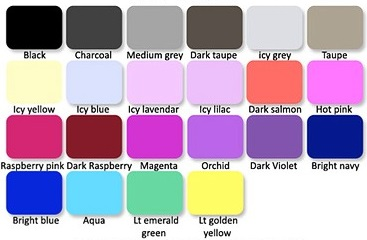 Black Charcoal Medium grey Dark taupe Icy grey Taupe
Icy yellow Icy blue Icy lavendar Icy lilac Dark salmon Hot pink
Raspberry pink Dark Raspberry Magenta Orchid Dark Violet Bright navy
Bright blue Aqua Lt emerald Lt golden
green yellow